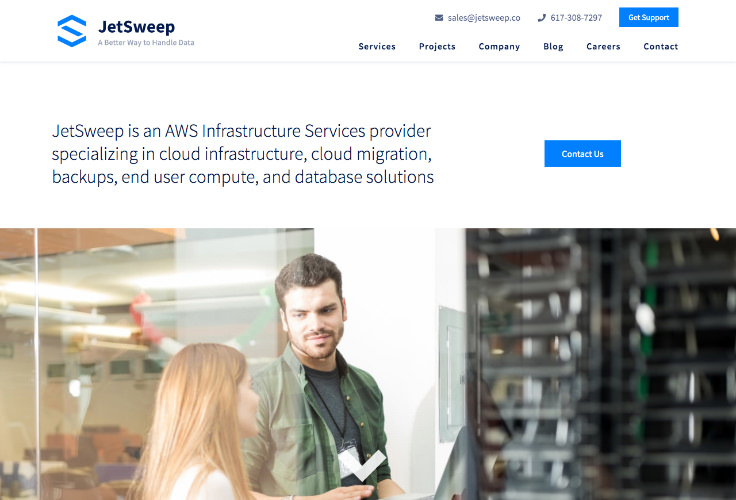 sales@jetsweep.co 617-308-7297 Get Support
JetSweep
A Better Way to Handle Data
Services Projects Company Blog Careers Contact
JetSweep is an AWS Infrastructure Services provider
specializing in cloud infrastructure, cloud migration,
backups, end user compute, and database solutions
Contact Us